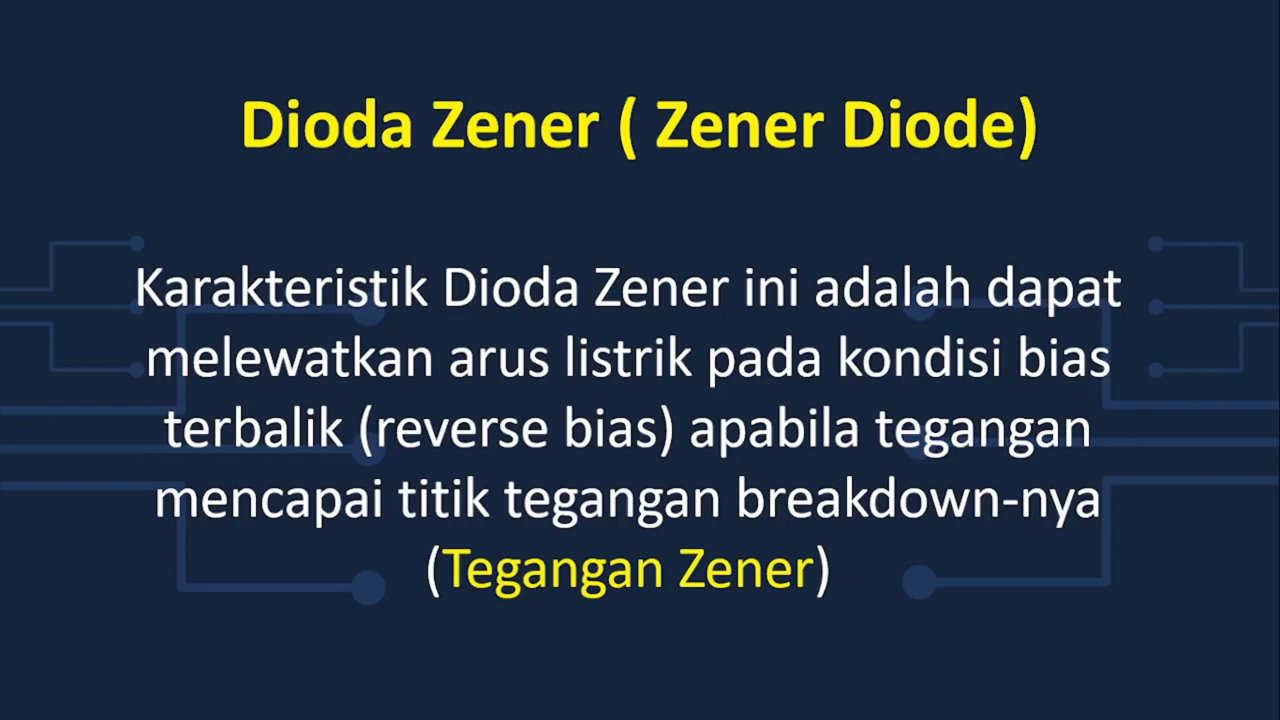 Dioda Zener ( Zener Diode)
Karakteristik Dioda Zener ini adalah dapat
melewatkan arus listrik pada kondisi bias
terbalik (reverse bias) apabila tegangan
mencapai titik tegangan breakdown-nya
(Tegangan Zener)